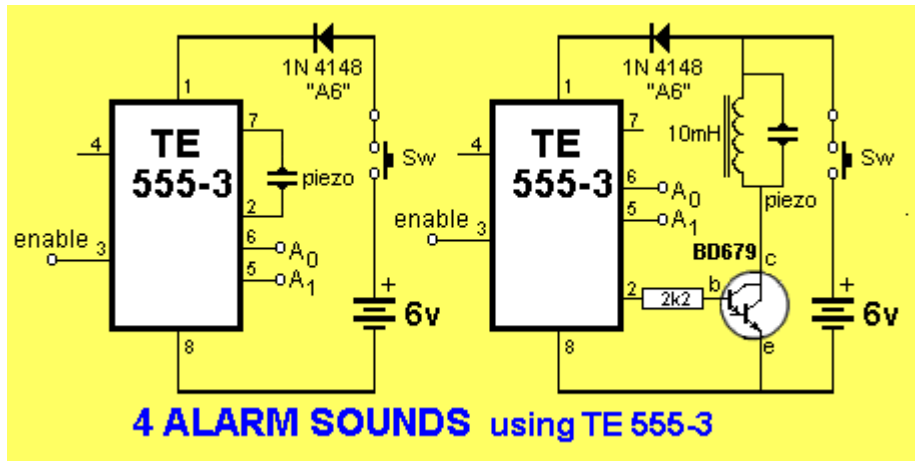 1N 4148
"A6"
1
TE
555-3
4
7
piezo
2
enable
3
6
A0
5
A1
8
Sw
+
6v
1N 4148
"A6"
1
TE
555-3
4
7
10mH
piezo
6
A0
5
A1
enable
3
BD679
c
b
e
2
2k2
8
Sw
+
6v
4 ALARM SOUNDS using TE 555-3